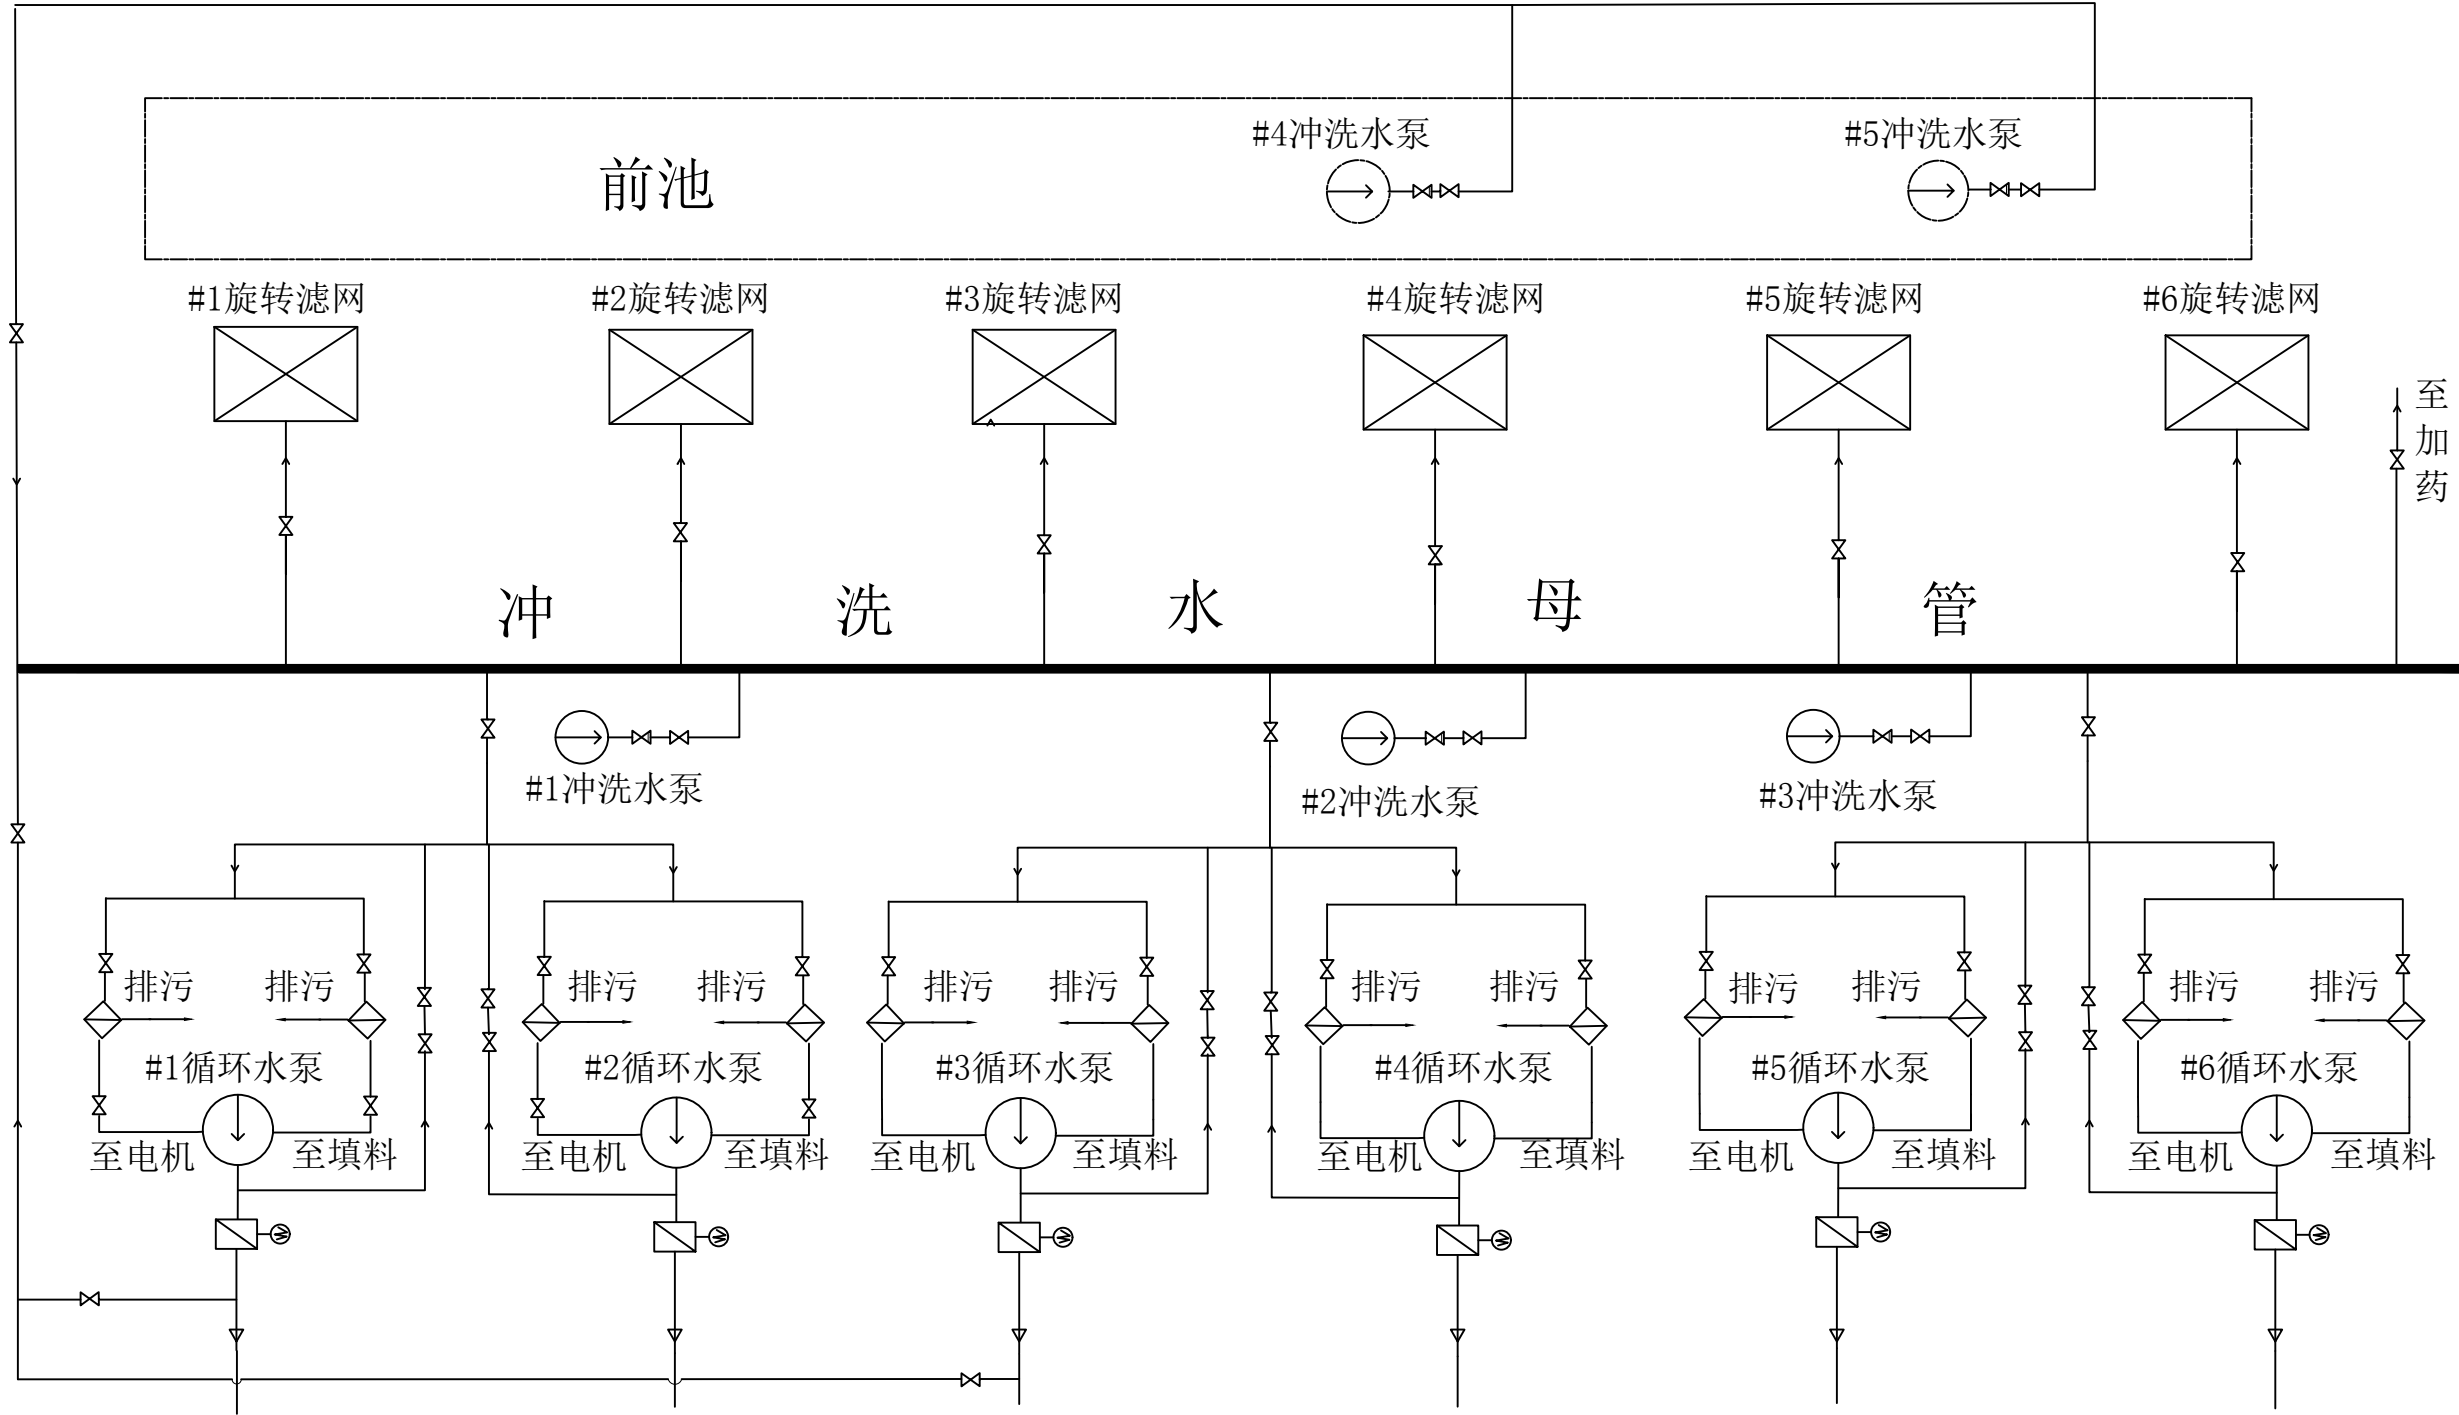 #4冲洗水泵
#5冲洗水泵
前池
#1旋转滤网
#2旋转滤网
#3旋转滤网
#4旋转滤网
#5旋转滤网
#6旋转滤网
至加药
冲洗水母管
#1冲洗水泵
#2冲洗水泵
#3冲洗水泵
排污
排污
排污
排污
排污
排污
排污
排污
排污
排污
排污
排污
#1循环水泵
#2循环水泵
#3循环水泵
#4循环水泵
#5循环水泵
#6循环水泵
至电机
至填料
至电机
至填料
至电机
至填料
至电机
至填料
至电机
至填料
至电机
至填料
M
M
M
M
M
M